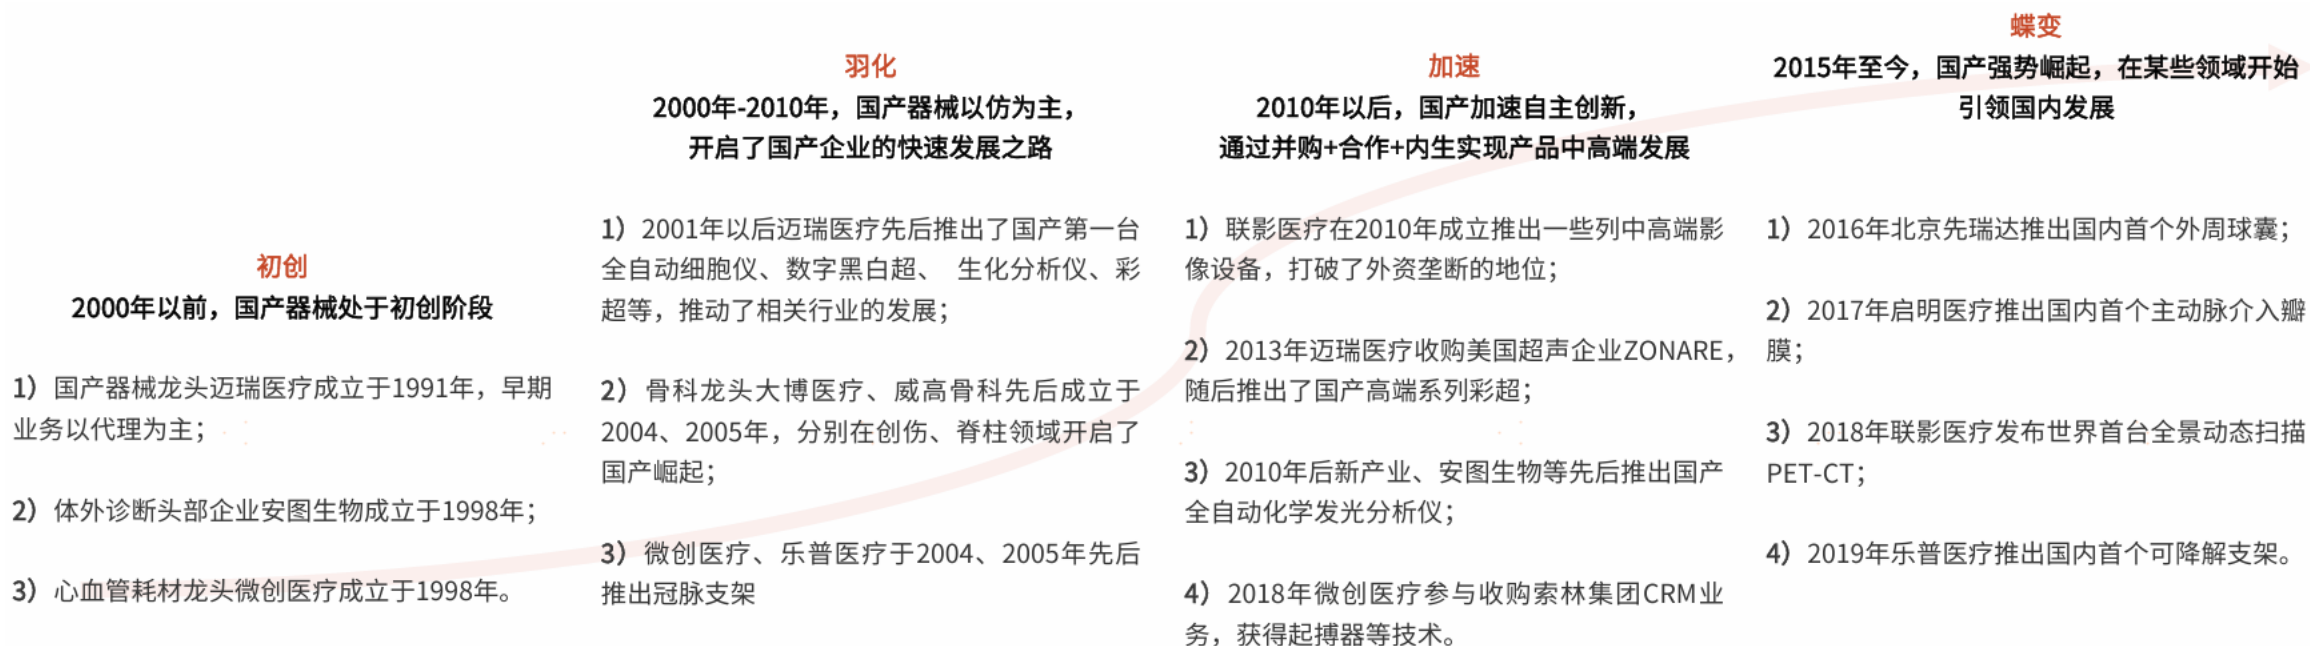 初创
2000年以前，国产器械处于初创阶段
1）国产器械龙头迈瑞医疗成立于1991年，早期
业务以代理为主；
2）体外诊断头部企业安图生物成立于1998年；
3）心血管耗材龙头微创医疗成立于1998年。
羽化
2000年-2010年，国产器械以仿为主，
开启了国产企业的快速发展之路
1）2001年以后迈瑞医疗先后推出了国产第一台
全自动细胞仪、数字黑白超、 生化分析仪、彩
超等，推动了相关行业的发展；
2）骨科龙头大博医疗、威高骨科先后成立于
2004、2005年，分别在创伤、脊柱领域开启了
国产崛起；
3）微创医疗、乐普医疗于2004、2005年先后
推出冠脉支架
加速
2010年以后，国产加速自主创新，
通过并购+合作+内生实现产品中高端发展
1）联影医疗在2010年成立推出一些列中高端影
像设备，打破了外资垄断的地位；
2）2013年迈瑞医疗收购美国超声企业ZONARE，
随后推出了国产高端系列彩超；
3）2010年后新产业、安图生物等先后推出国产
全自动化学发光分析仪；
4）2018年微创医疗参与收购索林集团CRM业
务，获得起搏器等技术。
蝶变
2015年至今，国产强势崛起，在某些领域开始
引领国内发展
1）2016年北京先瑞达推出国内首个外周球囊；
2）2017年启明医疗推出国内首个主动脉介入瓣
膜；
3）2018年联影医疗发布世界首台全景动态扫描
PET-CT；
4）2019年乐普医疗推出国内首个可降解支架。